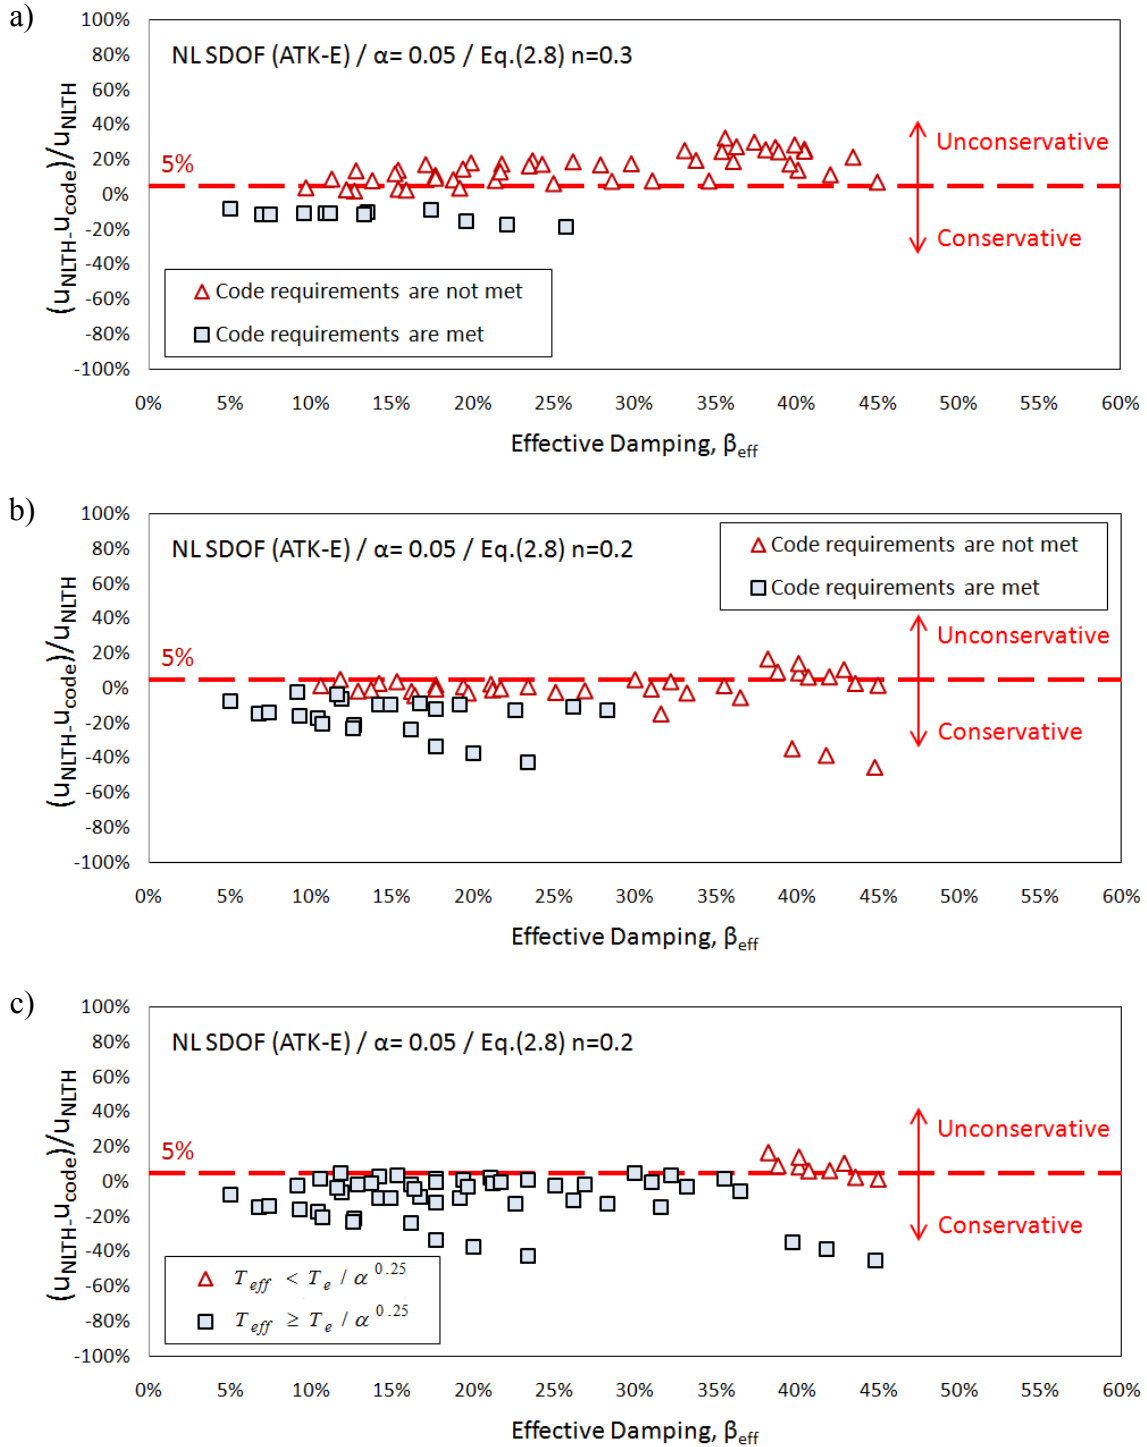 a)
100%
80%
60%
40%
20%
0%
-20%
-40%
-60%
-80%
-100%
(uNLTH-ucode)/uNLTH
NL SDOF (ATK-E) / α= 0.05 / Eq.(2.8) n=0.3
5%
Unconservative
Conservative
Code requirements are not met
Code requirements are met
0% 5% 10% 15% 20% 25% 30% 35% 40% 45% 50% 55% 60%
Effective Damping, βeff
b)
100%
80%
60%
40%
20%
0%
-20%
-40%
-60%
-80%
-100%
(uNLTH-ucode)/uNLTH
NL SDOF (ATK-E) / α= 0.05 / Eq.(2.8) n=0.2
Code requirements are not met
Code requirements are met
5%
Unconservative
Conservative
0% 5% 10% 15% 20% 25% 30% 35% 40% 45% 50% 55% 60%
Effective Damping, βeff
c)
100%
80%
60%
40%
20%
0%
-20%
-40%
-60%
-80%
-100%
(uNLTH-ucode)/uNLTH
NL SDOF (ATK-E) / α= 0.05 / Eq.(2.8) n=0.2
5%
Unconservative
Conservative
Teff < Te / α^0.25
Teff ≥ Te / α^0.25
0% 5% 10% 15% 20% 25% 30% 35% 40% 45% 50% 55% 60%
Effective Damping, βeff